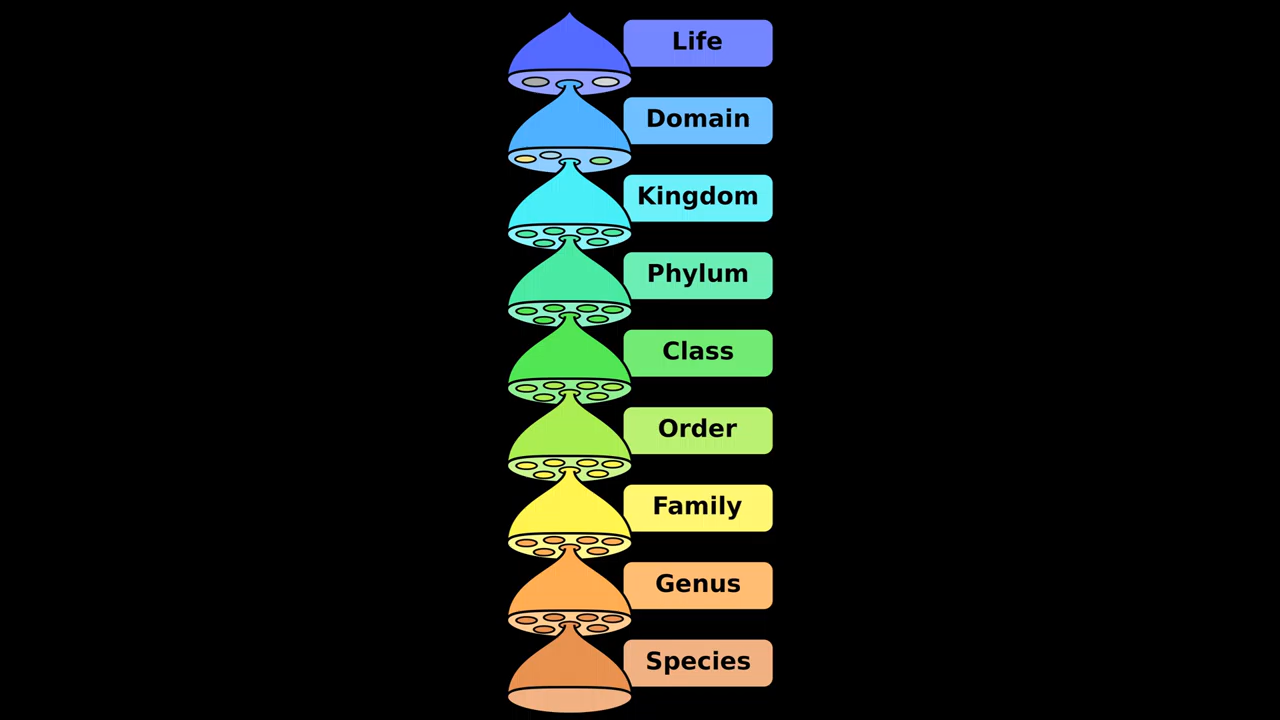 Life
Domain
Kingdom
Phylum
Class
Order
Family
Genus
Species